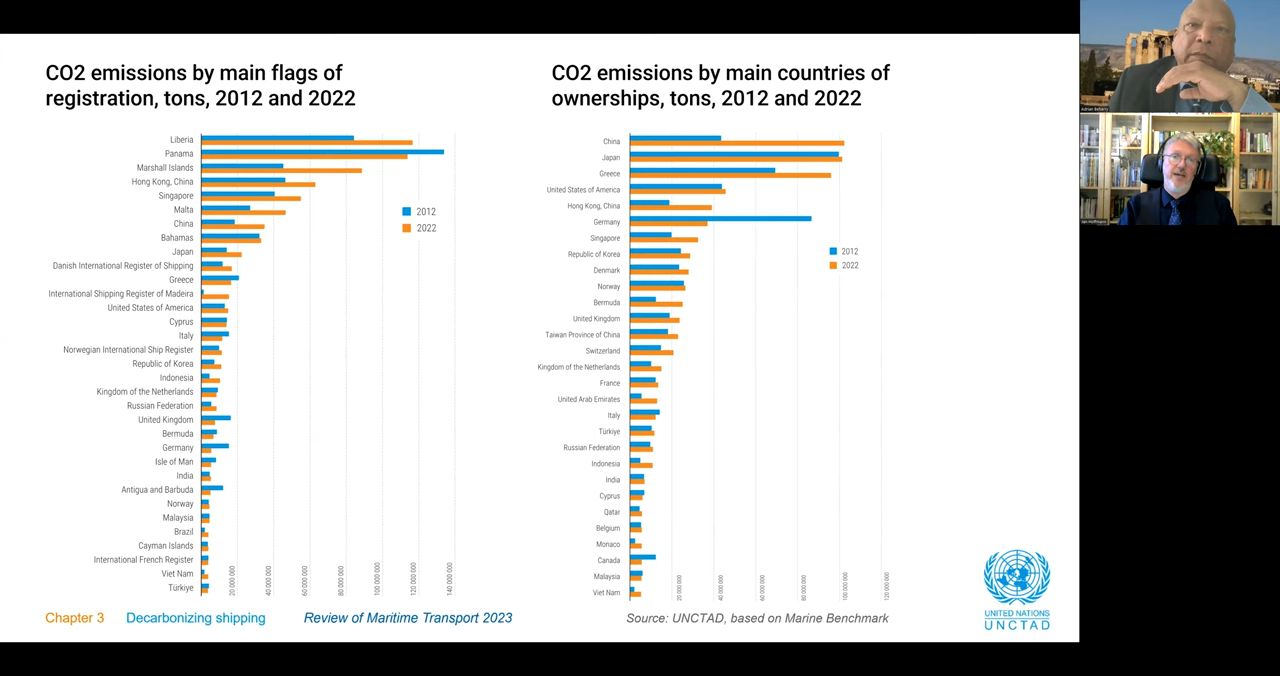 CO2 emissions by main flags of
registration, tons, 2012 and 2022
Liberia
Panama
Marshall Islands
Hong Kong, China
Singapore
Malta
China
Bahamas
Japan
Danish International Register of Shipping
Greece
International Shipping Register of Madeira
United States of America
Cyprus
Italy
Norwegian International Ship Register
Republic of Korea
Indonesia
Kingdom of the Netherlands
Russian Federation
United Kingdom
Bermuda
Germany
Isle of Man
India
Antigua and Barbuda
Norway
Malaysia
Brazil
Cayman Islands
International French Register
Viet Nam
Türkiye
2012
2022
20 000 000
40 000 000
60 000 000
80 000 000
100 000 000
120 000 000
140 000 000
CO2 emissions by main countries of
ownerships, tons, 2012 and 2022
China
Japan
Greece
United States of America
Hong Kong, China
Germany
Singapore
Republic of Korea
Denmark
Norway
Bermuda
United Kingdom
Taiwan Province of China
Switzerland
Kingdom of the Netherlands
France
United Arab Emirates
Italy
Türkiye
Russian Federation
Indonesia
India
Cyprus
Qatar
Belgium
Monaco
Canada
Malaysia
Viet Nam
2012
2022
20 000 000
40 000 000
60 000 000
80 000 000
100 000 000
120 000 000
Chapter 3 Decarbonizing shipping Review of Maritime Transport 2023
Source: UNCTAD, based on Marine Benchmark
UNITED NATIONS
UNCTAD
Adrian
Jan Hoffmann